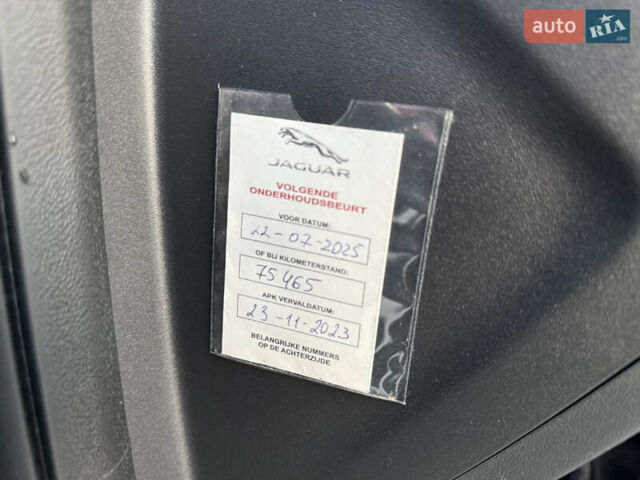 auto RIA.com
JAGUAR
VOLGENDE
ONDERHOUDSBEURT
VOOR DATUM:
22-07-2025
OF BIJ KILOMETERSTAND:
75465
APK VERVALDATUM:
23-11-2023
BELANGRIJKE NUMMERS
OP DE ACHTERZIJDE